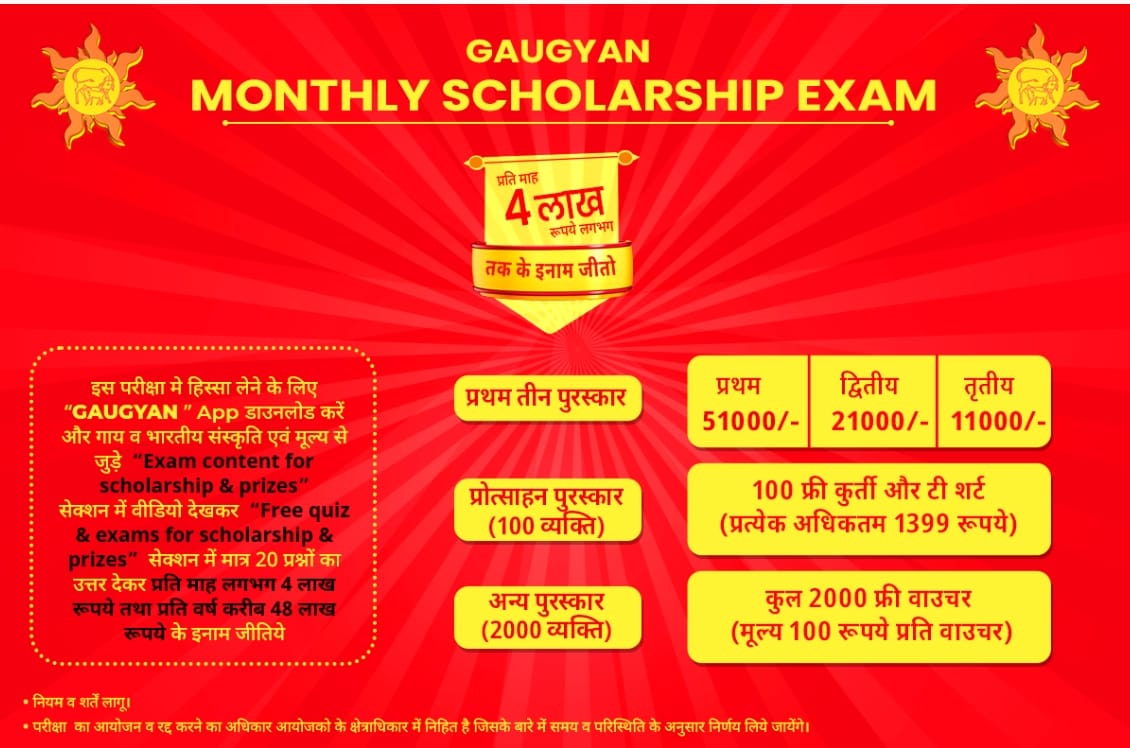 GAUGYAN
MONTHLY SCHOLARSHIP EXAM
प्रति माह
4 लाख
रूपये लगभग
तक के इनाम जीतो
इस परीक्षा मे हिस्सा लेने के लिए
“GAUGYAN ” App डाउनलोड करें
और गाय व भारतीय संस्कृति एवं मूल्य से
जुड़े “Exam content for
scholarship & prizes”
सेक्शन में वीडियो देखकर “Free quiz
& exams for scholarship &
prizes” सेक्शन में मात्र 20 प्रश्नों का
उत्तर देकर प्रति माह लगभग 4 लाख
रूपये तथा प्रति वर्ष करीब 48 लाख
रूपये के इनाम जीतिये
प्रथम तीन पुरस्कार
प्रथम द्वितीय तृतीय
51000/- 21000/- 11000/-
प्रोत्साहन पुरस्कार
(100 व्यक्ति)
100 फ्री कुर्ती और टी शर्ट
(प्रत्येक अधिकतम 1399 रूपये)
अन्य पुरस्कार
(2000 व्यक्ति)
कुल 2000 फ्री वाउचर
(मूल्य 100 रूपये प्रति वाउचर)
• नियम व शर्तें लागू।
• परीक्षा का आयोजन व रद्द करने का अधिकार आयोजको के क्षेत्राधिकार में निहित है जिसके बारे में समय व परिस्थिति के अनुसार निर्णय लिये जायेंगे।